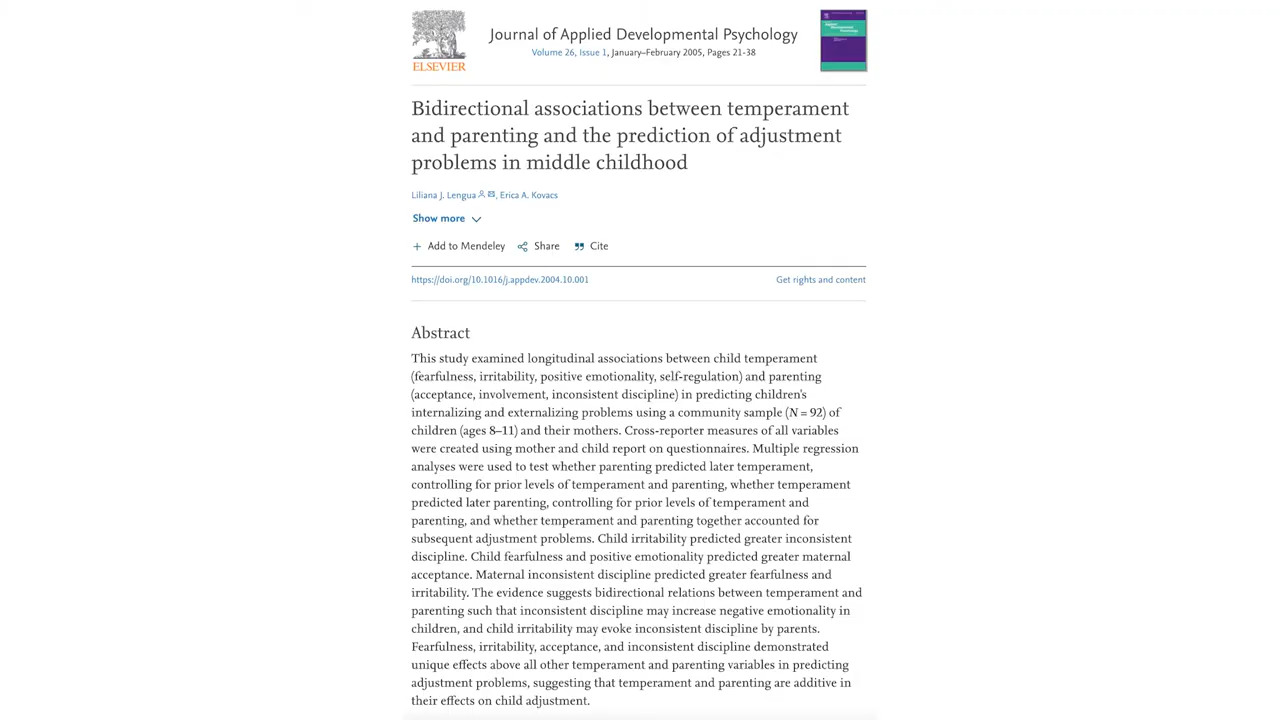 ELSEVIER
Journal of Applied Developmental Psychology
Volume 26, Issue 1, January–February 2005, Pages 21-38
Bidirectional associations between temperament
and parenting and the prediction of adjustment
problems in middle childhood
Liliana J. Lengua, Erica A. Kovacs
Show more
+ Add to Mendeley Share Cite
https://doi.org/10.1016/j.appdev.2004.10.001 Get rights and content
Abstract
This study examined longitudinal associations between child temperament
(fearfulness, irritability, positive emotionality, self-regulation) and parenting
(acceptance, involvement, inconsistent discipline) in predicting children's
internalizing and externalizing problems using a community sample (N = 92) of
children (ages 8–11) and their mothers. Cross-reporter measures of all variables
were created using mother and child report on questionnaires. Multiple regression
analyses were used to test whether parenting predicted later temperament,
controlling for prior levels of temperament and parenting, whether temperament
predicted later parenting, controlling for prior levels of temperament and
parenting, and whether temperament and parenting together accounted for
subsequent adjustment problems. Child irritability predicted greater inconsistent
discipline. Child fearfulness and positive emotionality predicted greater maternal
acceptance. Maternal inconsistent discipline predicted greater fearfulness and
irritability. The evidence suggests bidirectional relations between temperament and
parenting such that inconsistent discipline may increase negative emotionality in
children, and child irritability may evoke inconsistent discipline by parents.
Fearfulness, irritability, acceptance, and inconsistent discipline demonstrated
unique effects above all other temperament and parenting variables in predicting
adjustment problems, suggesting that temperament and parenting are additive in
their effects on child adjustment.